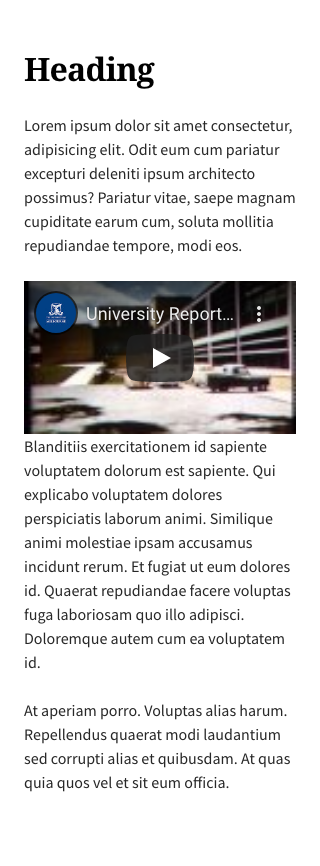 Heading
Lorem ipsum dolor sit amet consectetur,
adipisicing elit. Odit eum cum pariatur
excepturi deleniti ipsum architecto
possimus? Pariatur vitae, saepe magnam
cupiditate earum cum, soluta mollitia
repudiandae tempore, modi eos.
University Report...
Blanditiis exercitationem id sapiente
voluptatem dolorum est sapiente. Qui
explicabo voluptatem dolores
perspiciatis laborum animi. Similique
animi molestiae ipsam accusamus
incidunt rerum. Et fugiat ut eum dolores
id. Quaerat repudiandae facere voluptas
fuga laboriosam quo illo adipisci.
Doloremque autem cum ea voluptatem
id.
At aperiam porro. Voluptas alias harum.
Repellendus quaerat modi laudantium
sed corrupti alias et quibusdam. At quas
quia quos vel et sit eum officia.